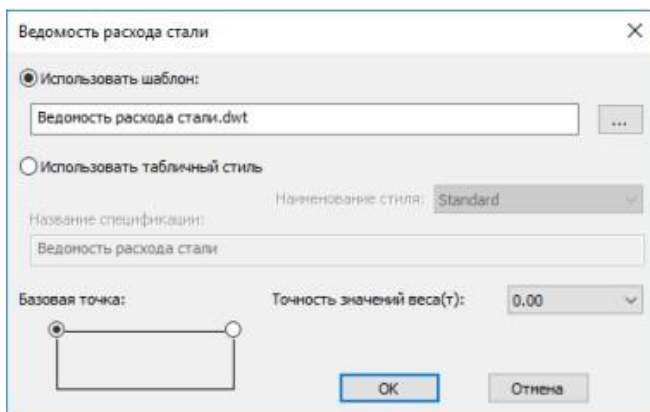 Ведомость расхода стали
Использовать шаблон:
Ведомость расхода стали.dwt
...
Использовать табличный стиль
Наименование стиля: Standard
Название спецификации:
Ведомость расхода стали
Базовая точка: Точность значений веса(т): 0.00
OK Отмена